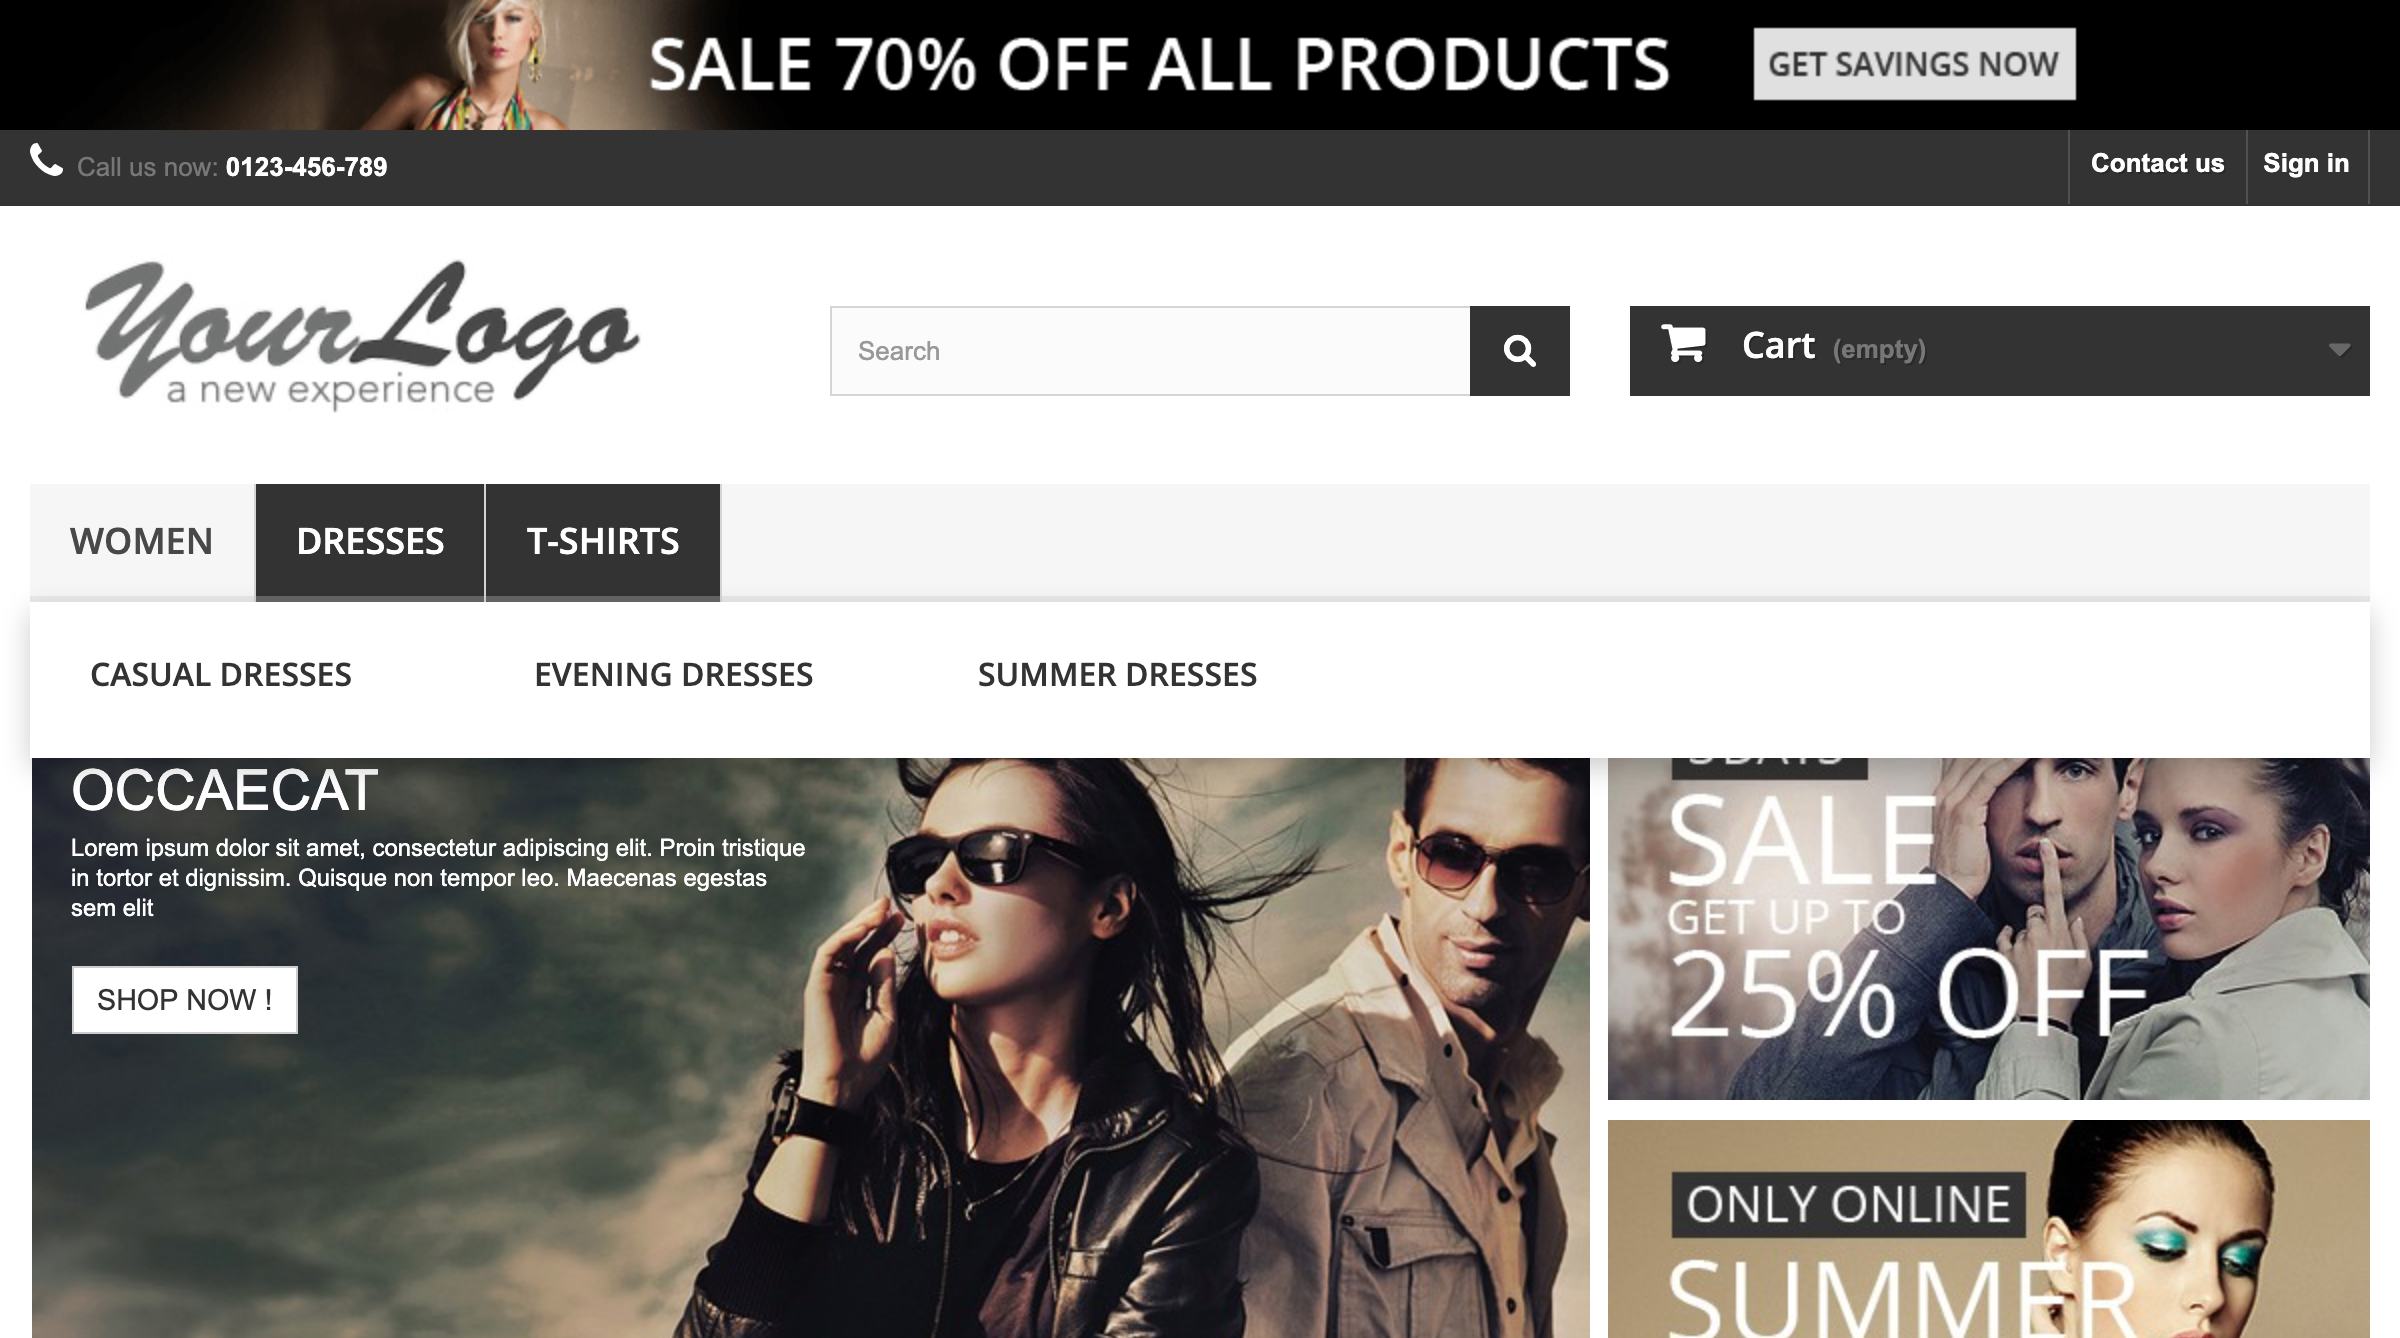 SALE 70% OFF ALL PRODUCTS
GET SAVINGS NOW
Call us now: 0123-456-789
Contact us
Sign in
YourLogo
a new experience
Search
Cart (empty)
WOMEN
DRESSES
T-SHIRTS
CASUAL DRESSES
EVENING DRESSES
SUMMER DRESSES
OCCAECAT
Lorem ipsum dolor sit amet, consectetur adipiscing elit. Proin tristique
in tortor et dignissim. Quisque non tempor leo. Maecenas egestas
sem elit
SHOP NOW !
SALE
GET UP TO
25% OFF
ONLY ONLINE
SUMMER